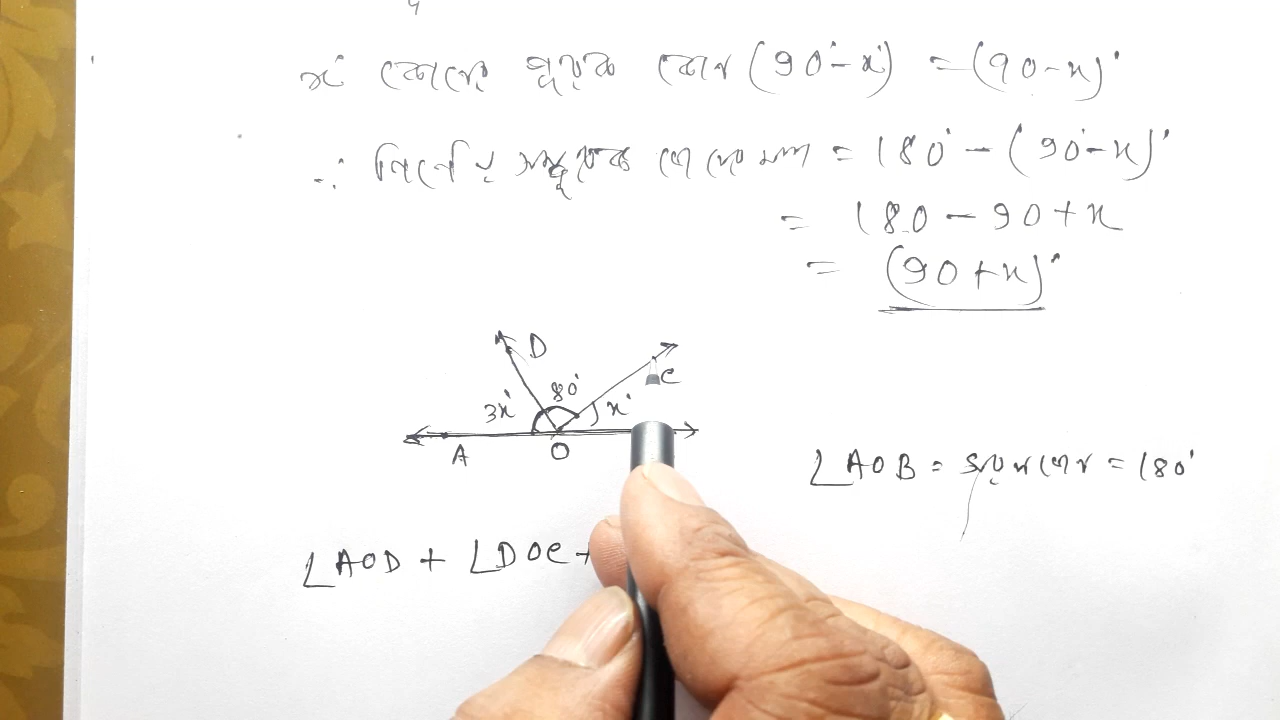 x° কোণের পূরক কোণ (90°-x°) = (90-x)°
∴ নির্ণেয় সম্পূরক কোণের মান = 180° - (90°-x)°
= 180 - 90 + x
= (90+x)°
D
80°
C
3x°
x°
A
O
∠AOB = সরলকোণ = 180°
∠AOD + ∠DOC +